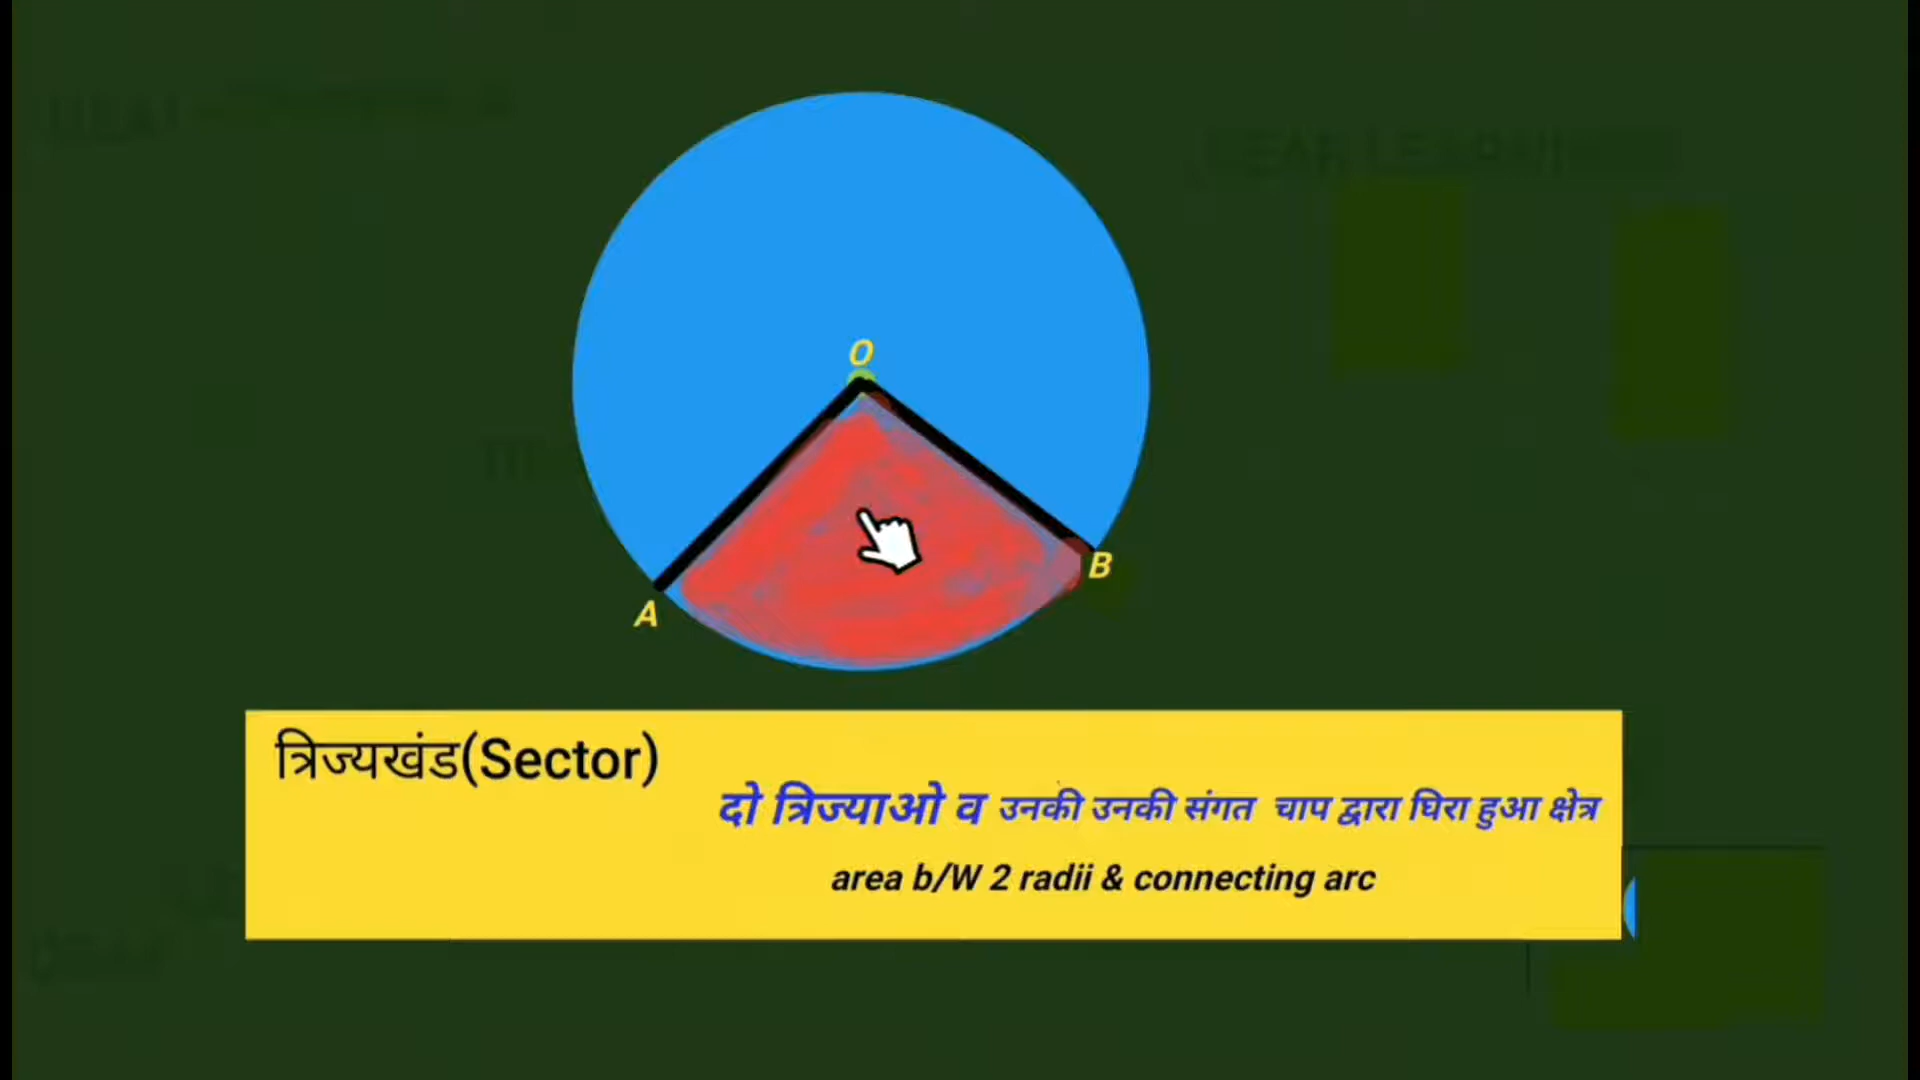 O
A
B
त्रिज्यखंड(Sector)
दो त्रिज्याओ व उनकी उनकी संगत चाप द्वारा घिरा हुआ क्षेत्र
area b/W 2 radii & connecting arc